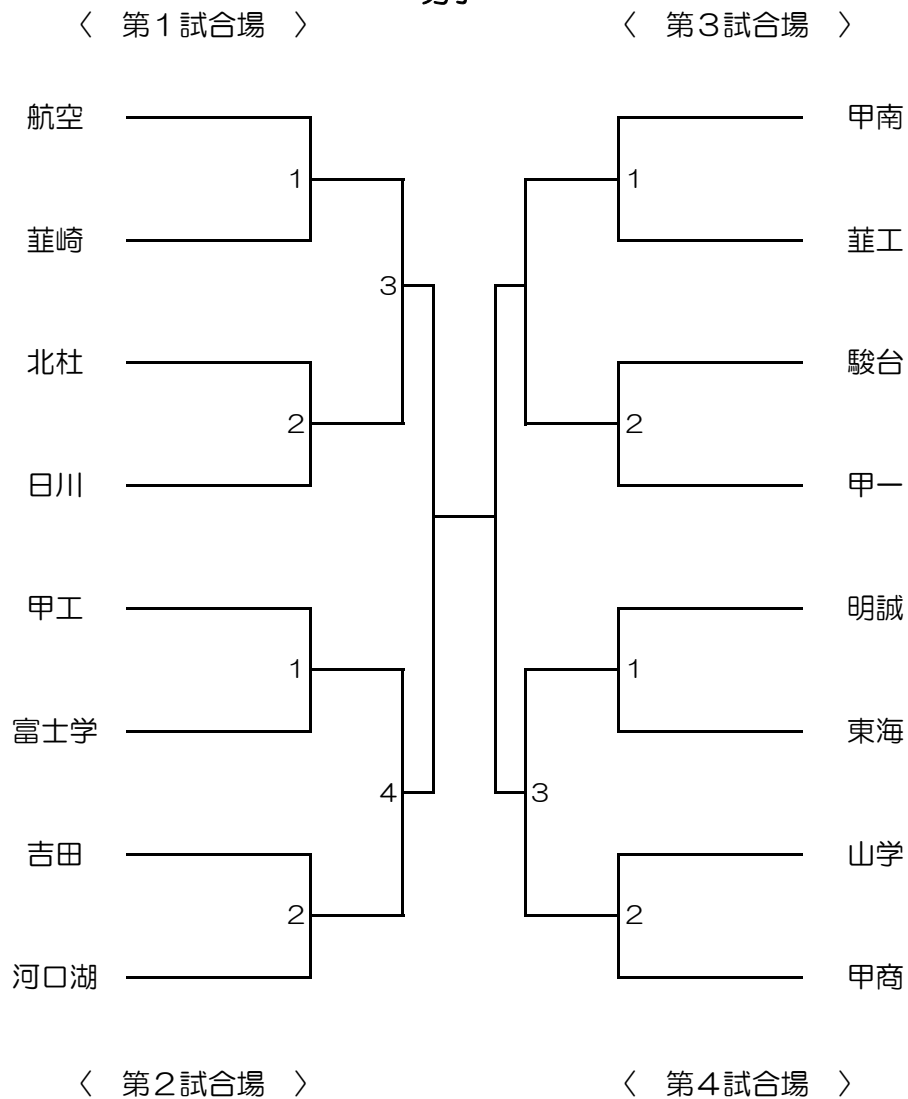 〈 第1試合場 〉 〈 第3試合場 〉
航空 甲南
1 1
韮崎 韮工
3
北杜 駿台
2 2
日川 甲一
甲工 明誠
1 1
富士学 東海
4 3
吉田 山学
2 2
河口湖 甲商
〈 第2試合場 〉 〈 第4試合場 〉